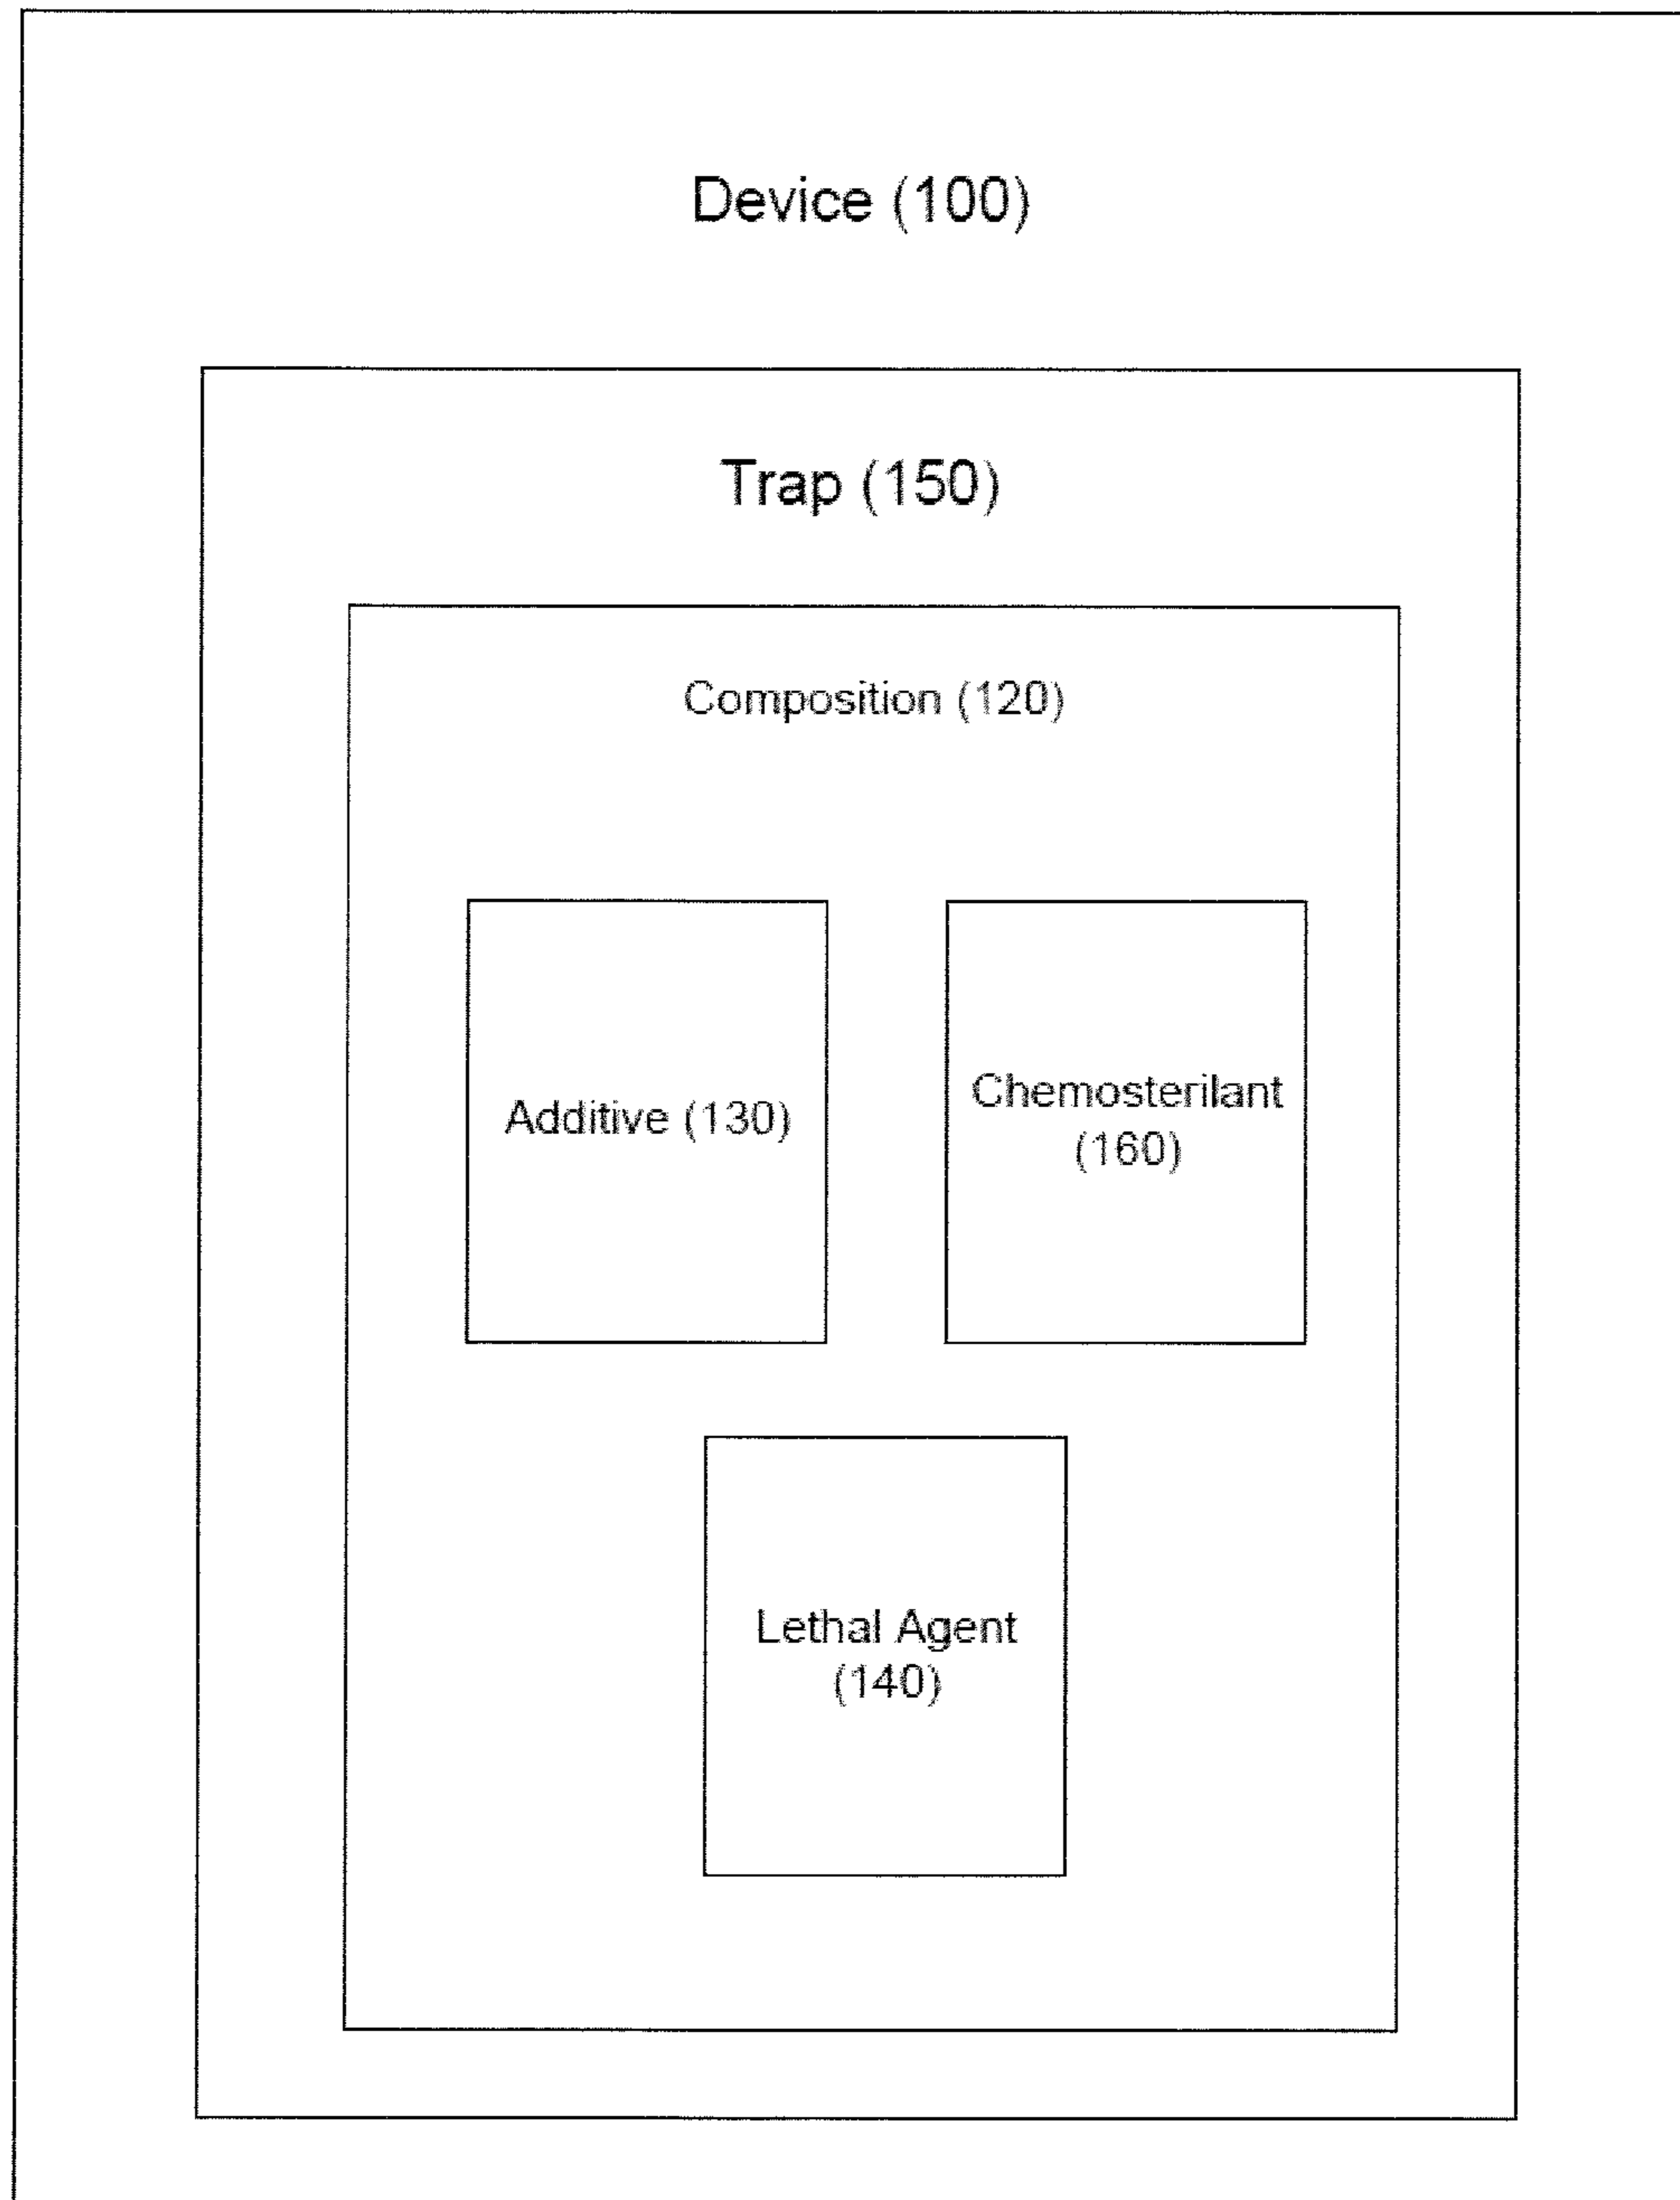 Device (100)
Trap (150)
Composition (120)
Additive (130)
Chemosterilant
(160)
Lethal Agent
(140)